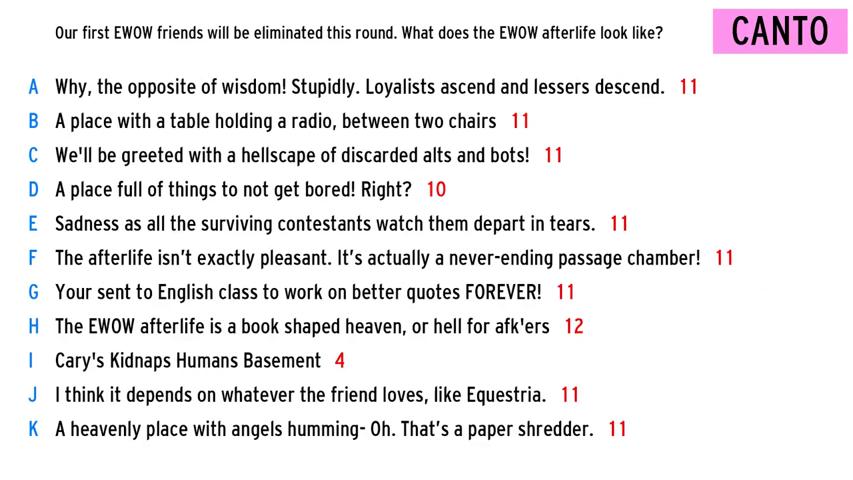 Our first EWOW friends will be eliminated this round. What does the EWOW afterlife look like?
CANTO
A Why, the opposite of wisdom! Stupidly. Loyalists ascend and lessers descend. 11
B A place with a table holding a radio, between two chairs 11
C We'll be greeted with a hellscape of discarded alts and bots! 11
D A place full of things to not get bored! Right? 10
E Sadness as all the surviving contestants watch them depart in tears. 11
F The afterlife isn’t exactly pleasant. It’s actually a never-ending passage chamber! 11
G Your sent to English class to work on better quotes FOREVER! 11
H The EWOW afterlife is a book shaped heaven, or hell for afk'ers 12
I Cary's Kidnaps Humans Basement 4
J I think it depends on whatever the friend loves, like Equestria. 11
K A heavenly place with angels humming- Oh. That’s a paper shredder. 11